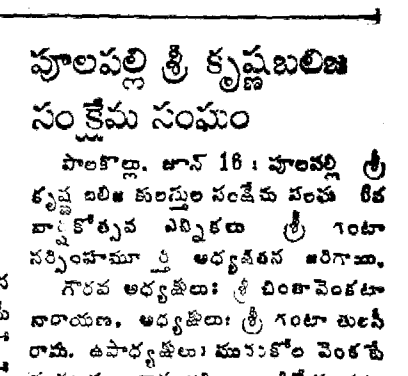 పూలపల్లి శ్రీ కృష్ణబలిజ
సంక్షేమ సంఘం
పాలకొల్లు, జూన్ 16 : పూలపల్లి శ్రీ
కృష్ణ బలిజ కులస్తుల సంక్షేమ సంఘ 6వ
వార్షికోత్సవ ఎన్నికలు శ్రీ గంటా
నర్సింహమూర్తి అధ్యక్షతన జరిగాయి.
గౌరవ అధ్యక్షులు: శ్రీ చింతావెంకటా
నారాయణ, అధ్యక్షులు: శ్రీ గంటా తులసీ
రామ్. ఉపాధ్యక్షులు: వెంకటే